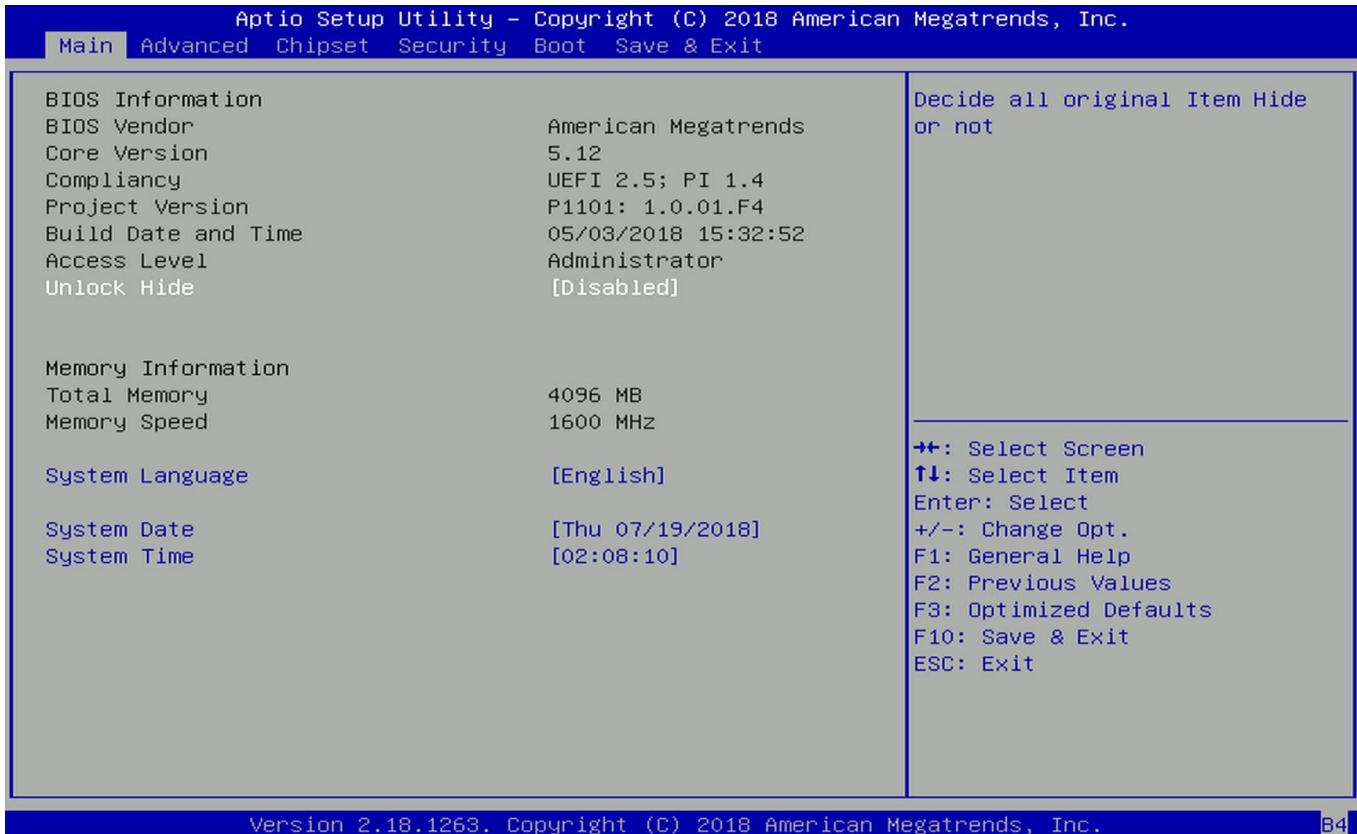 Aptio Setup Utility – Copyright (C) 2018 American Megatrends, Inc.
Main Advanced Chipset Security Boot Save & Exit
BIOS Information
BIOS Vendor American Megatrends
Core Version 5.12
Compliancy UEFI 2.5; PI 1.4
Project Version P1101: 1.0.01.F4
Build Date and Time 05/03/2018 15:32:52
Access Level Administrator
Unlock Hide [Disabled]
Memory Information
Total Memory 4096 MB
Memory Speed 1600 MHz
System Language [English]
System Date [Thu 07/19/2018]
System Time [02:08:10]
Decide all original Item Hide
or not
→←: Select Screen
↑↓: Select Item
Enter: Select
+/-: Change Opt.
F1: General Help
F2: Previous Values
F3: Optimized Defaults
F10: Save & Exit
ESC: Exit
Version 2.18.1263. Copyright (C) 2018 American Megatrends, Inc.
B4